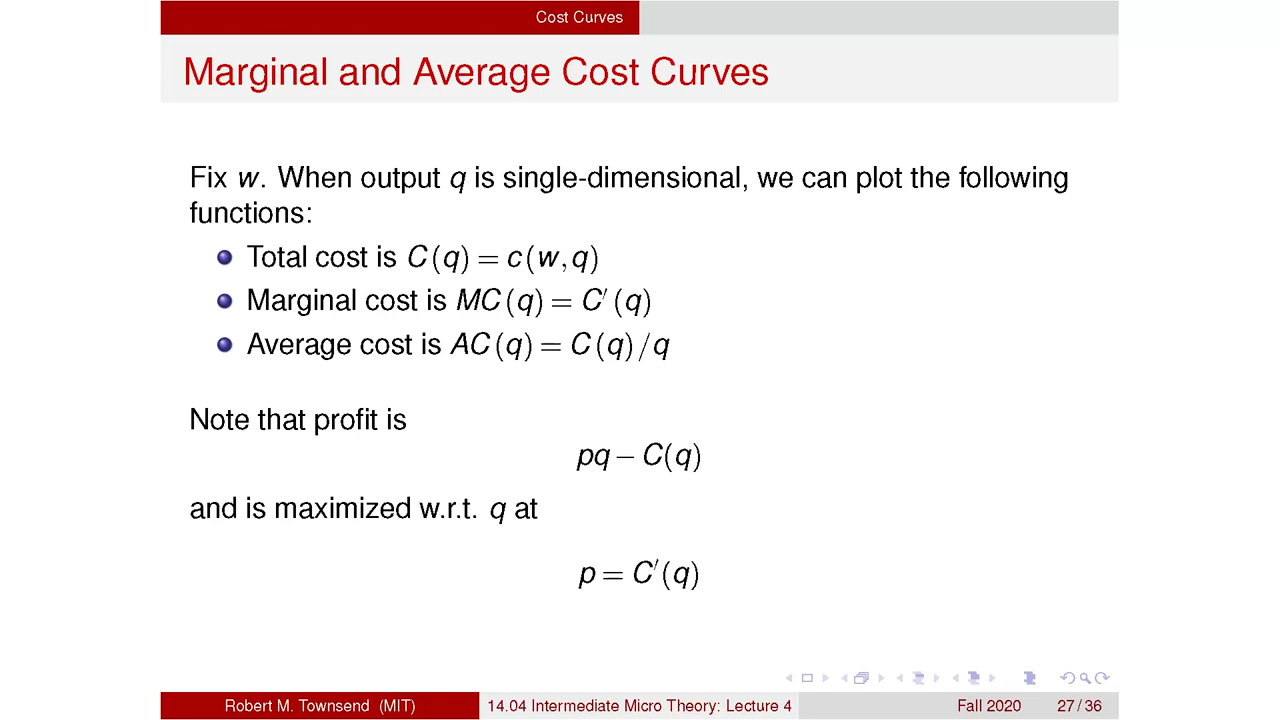 Cost Curves
Marginal and Average Cost Curves
Fix w. When output q is single-dimensional, we can plot the following
functions:
Total cost is C(q) = c(w,q)
Marginal cost is MC(q) = C′(q)
Average cost is AC(q) = C(q)/q
Note that profit is
pq − C(q)
and is maximized w.r.t. q at
p = C′(q)
Robert M. Townsend (MIT) 14.04 Intermediate Micro Theory: Lecture 4 Fall 2020 27/36